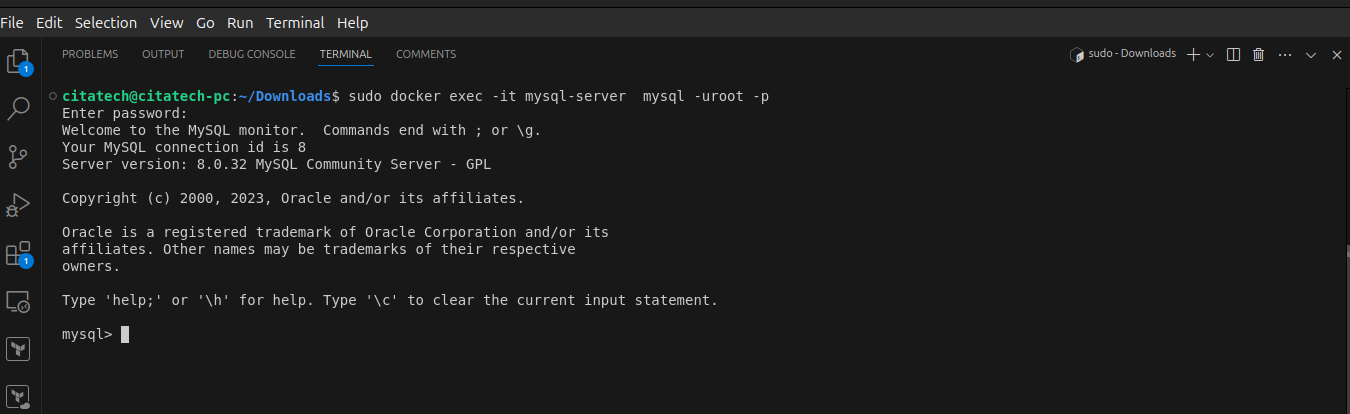 File Edit Selection View Go Run Terminal Help
PROBLEMS OUTPUT DEBUG CONSOLE TERMINAL COMMENTS sudo - Downloads
1
citatech@citatech-pc:~/Downloads$ sudo docker exec -it mysql-server  mysql -uroot -p
Enter password:
Welcome to the MySQL monitor.  Commands end with ; or \g.
Your MySQL connection id is 8
Server version: 8.0.32 MySQL Community Server - GPL
Copyright (c) 2000, 2023, Oracle and/or its affiliates.
Oracle is a registered trademark of Oracle Corporation and/or its
affiliates. Other names may be trademarks of their respective
owners.
1
Type 'help;' or '\h' for help. Type '\c' to clear the current input statement.
mysql>